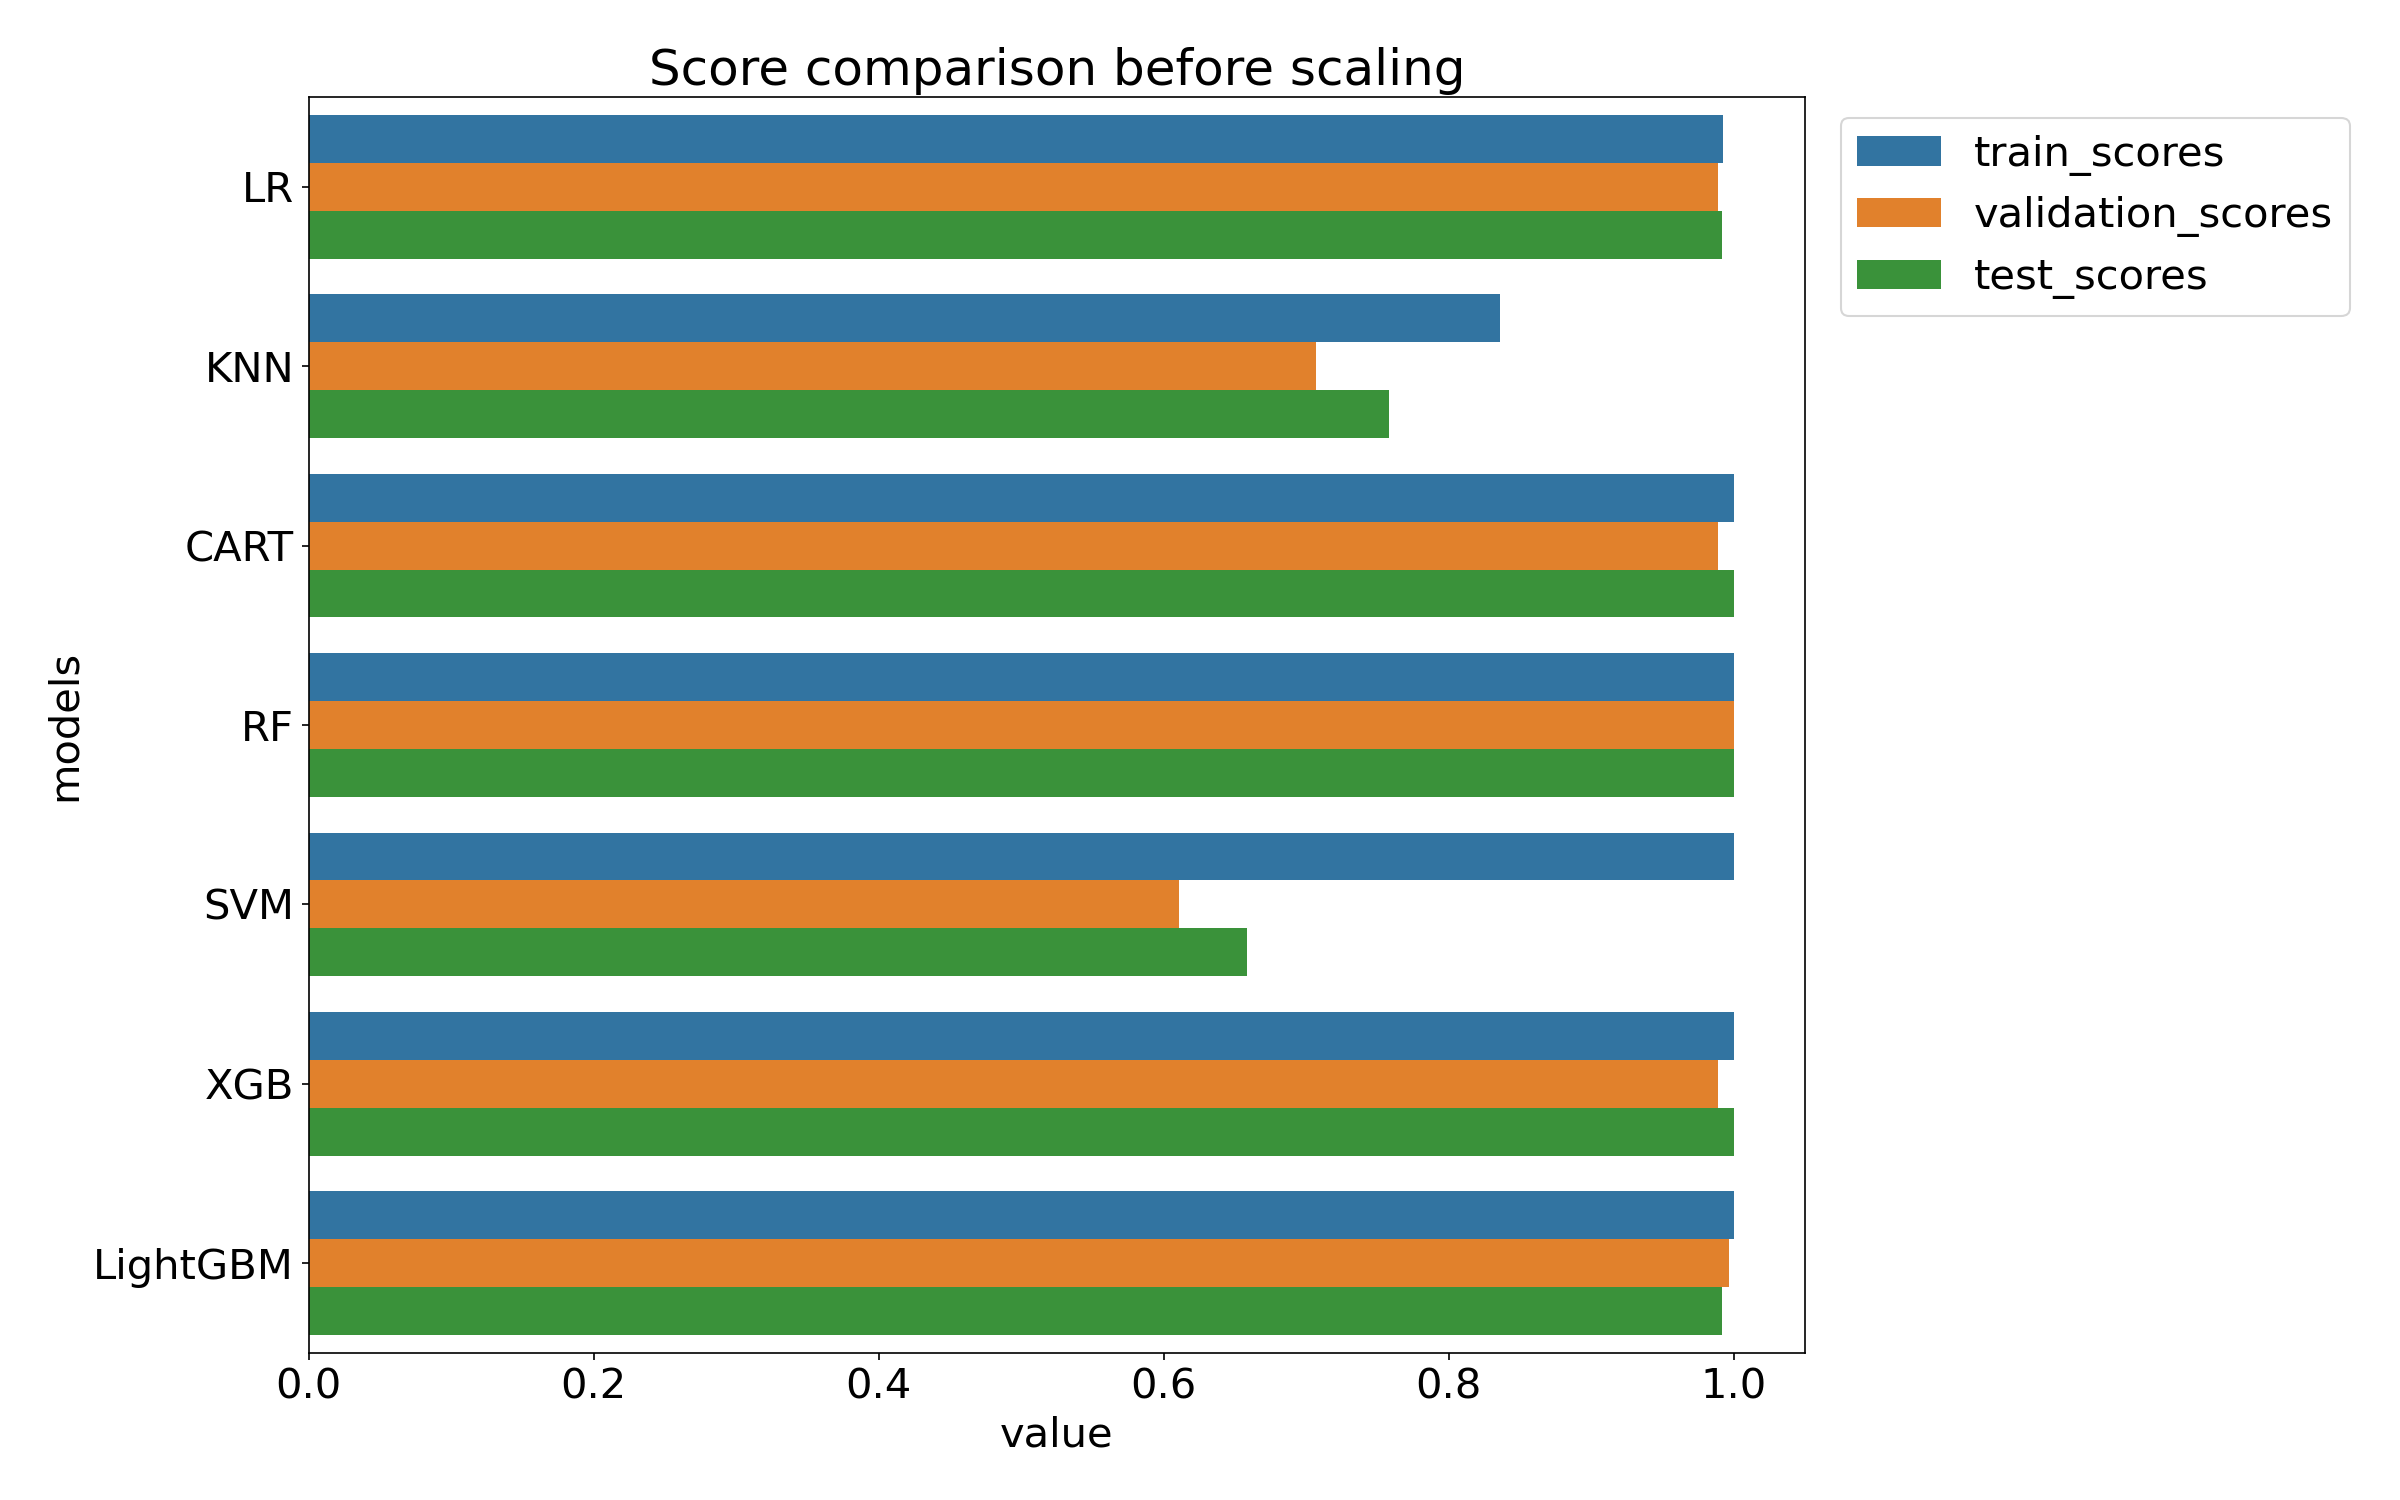 Score comparison before scaling
train_scores
validation_scores
test_scores
models
LR
KNN
CART
RF
SVM
XGB
LightGBM
0.0 0.2 0.4 0.6 0.8 1.0
value